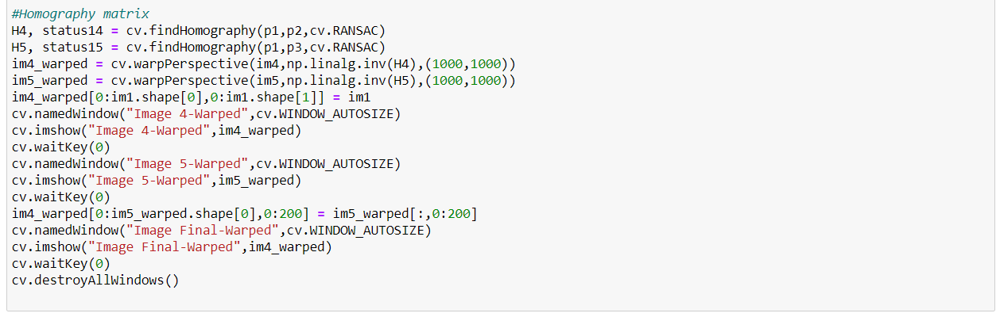 #Homography matrix
H4, status14 = cv.findHomography(p1,p2,cv.RANSAC)
H5, status15 = cv.findHomography(p1,p3,cv.RANSAC)
im4_warped = cv.warpPerspective(im4,np.linalg.inv(H4),(1000,1000))
im5_warped = cv.warpPerspective(im5,np.linalg.inv(H5),(1000,1000))
im4_warped[0:im1.shape[0],0:im1.shape[1]] = im1
cv.namedWindow("Image 4-Warped",cv.WINDOW_AUTOSIZE)
cv.imshow("Image 4-Warped",im4_warped)
cv.waitKey(0)
cv.namedWindow("Image 5-Warped",cv.WINDOW_AUTOSIZE)
cv.imshow("Image 5-Warped",im5_warped)
cv.waitKey(0)
im4_warped[0:im5_warped.shape[0],0:200] = im5_warped[:,0:200]
cv.namedWindow("Image Final-Warped",cv.WINDOW_AUTOSIZE)
cv.imshow("Image Final-Warped",im4_warped)
cv.waitKey(0)
cv.destroyAllWindows()